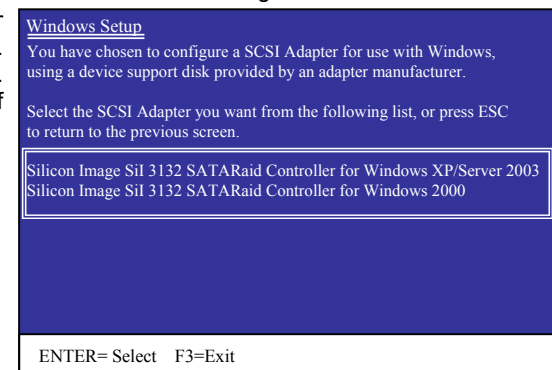 Windows Setup
You have chosen to configure a SCSI Adapter for use with Windows,
using a device support disk provided by an adapter manufacturer.
Select the SCSI Adapter you want from the following list, or press ESC
to return to the previous screen.
Silicon Image SiI 3132 SATARaid Controller for Windows XP/Server 2003
Silicon Image SiI 3132 SATARaid Controller for Windows 2000
ENTER= Select F3=Exit